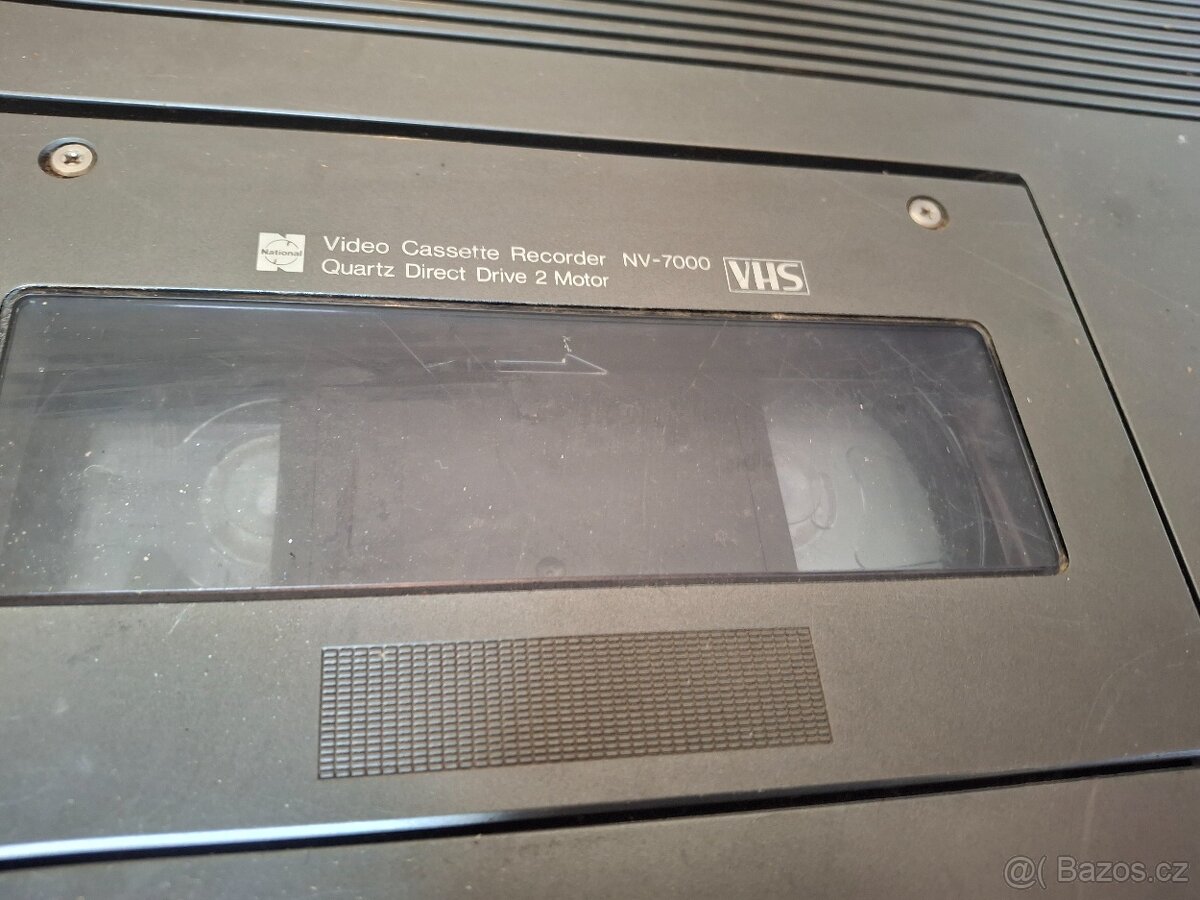 National
Video Cassette Recorder NV-7000
Quartz Direct Drive 2 Motor
VHS
@( Bazos.cz